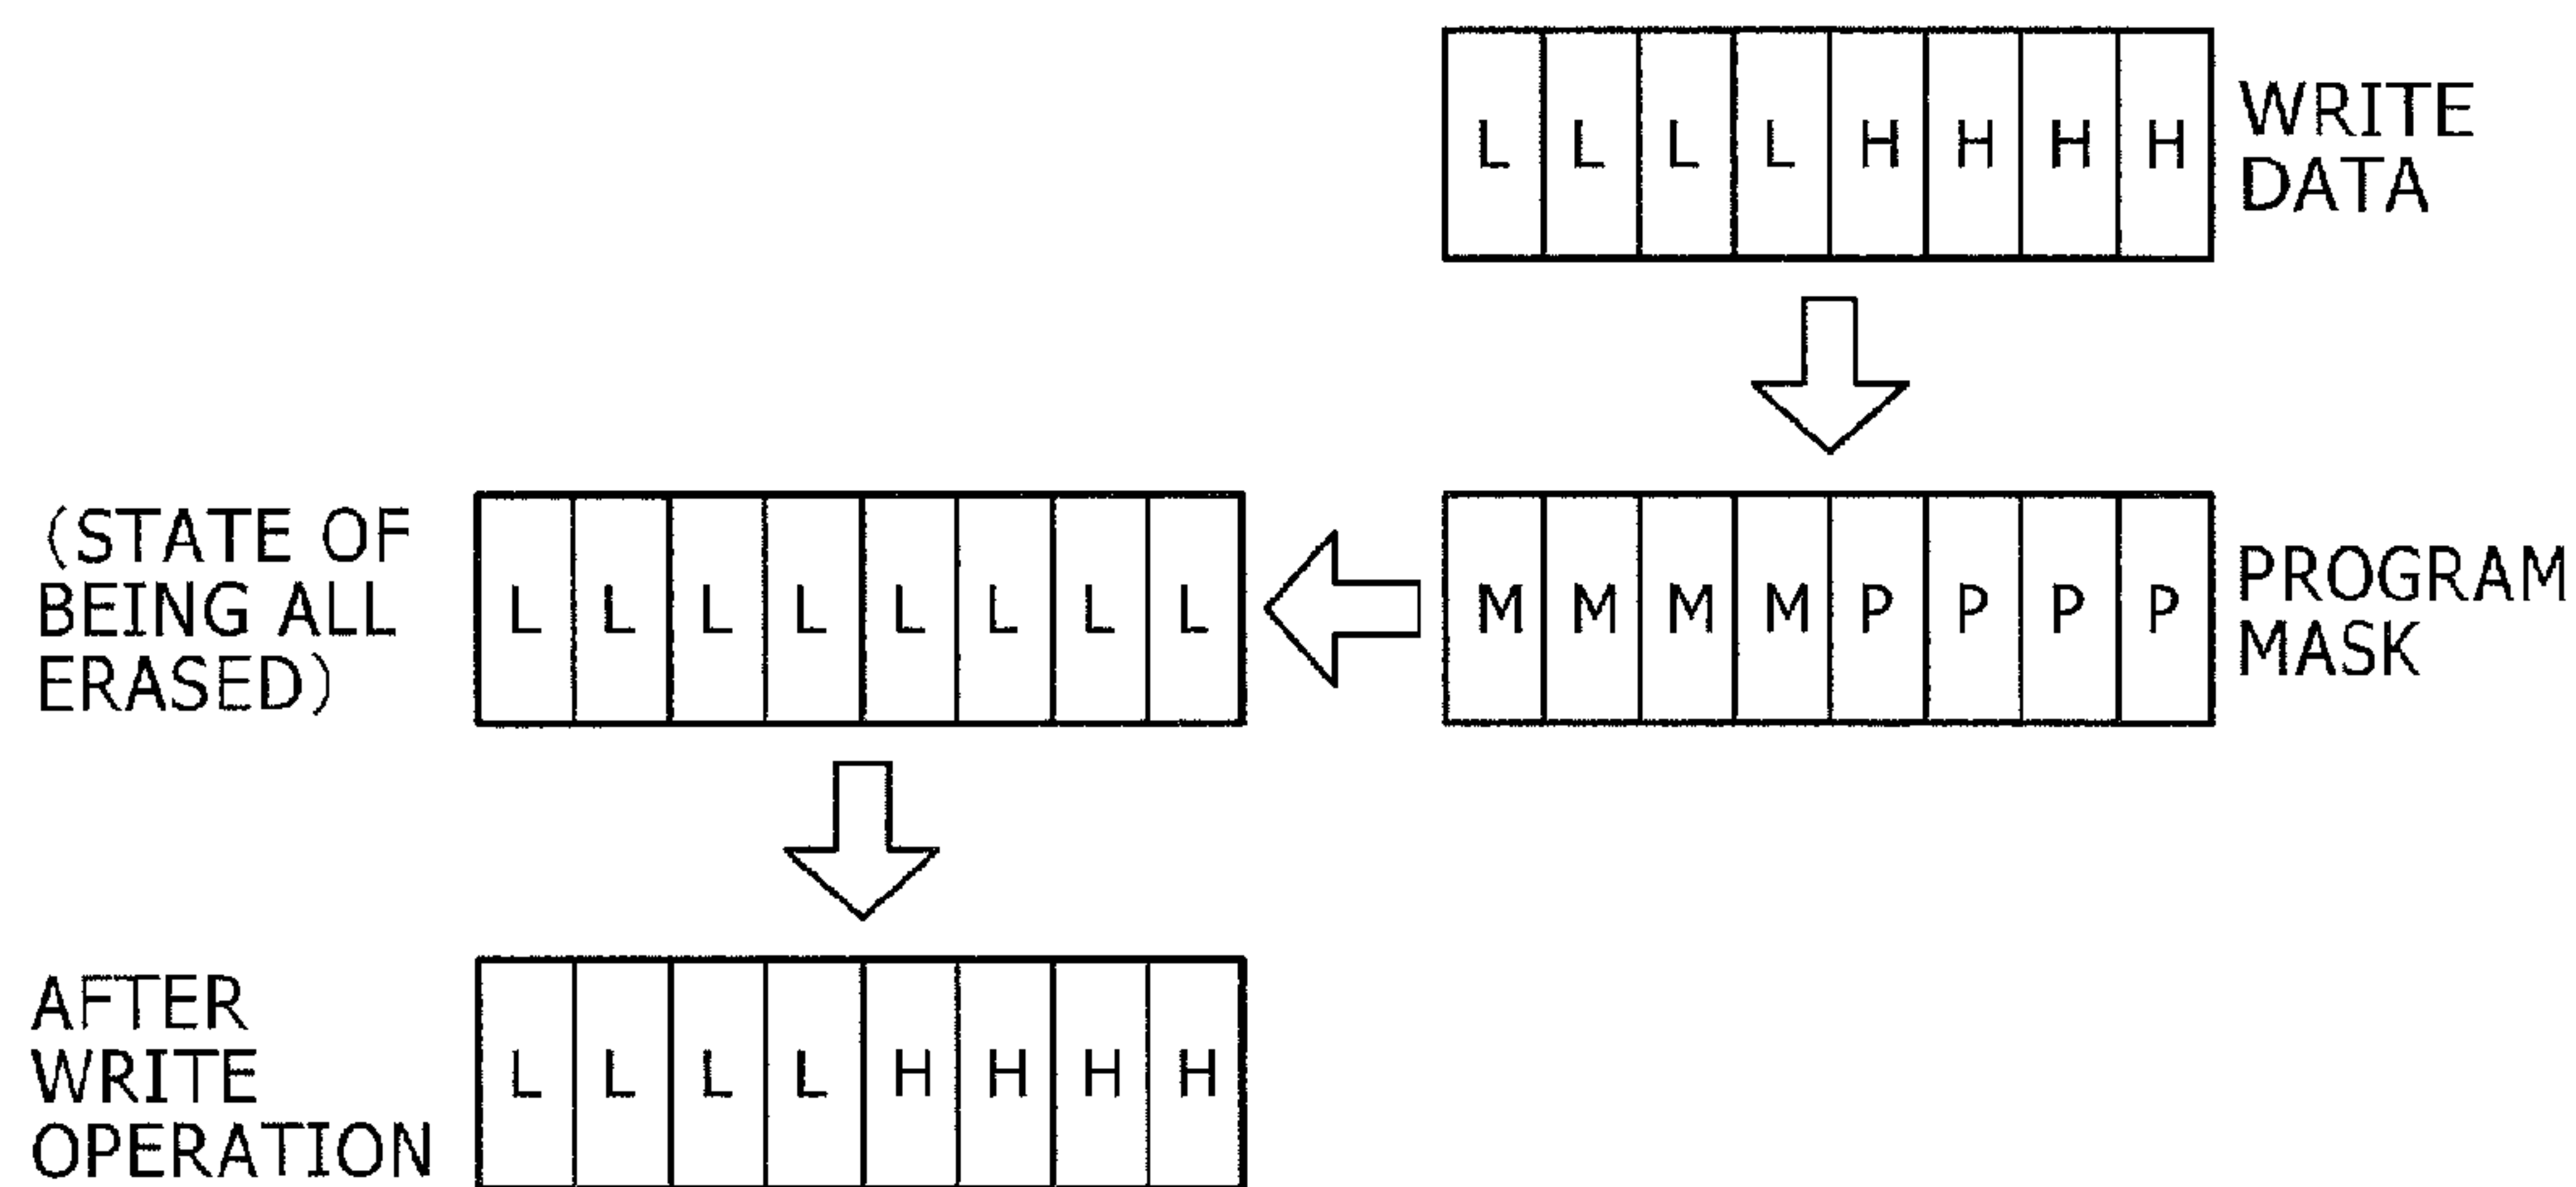 L L L L H H H H
WRITE
DATA
(STATE OF
BEING ALL
ERASED)
L L L L L L L L
M M M M P P P P
PROGRAM
MASK
AFTER
WRITE
OPERATION
L L L L H H H H